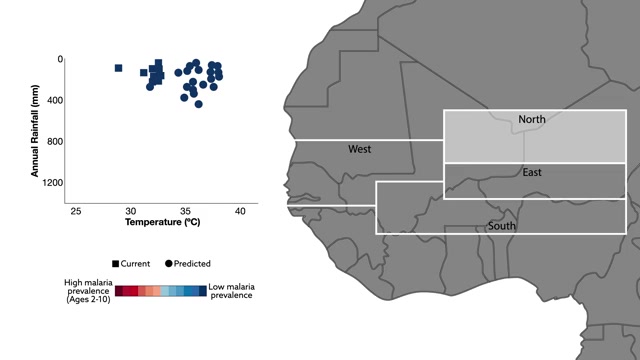 Annual Rainfall (mm)
0
400
800
1200
25
30
35
40
Temperature (°C)
Current
Predicted
High malaria
prevalence
(Ages 2-10)
Low malaria
prevalence
North
West
East
South